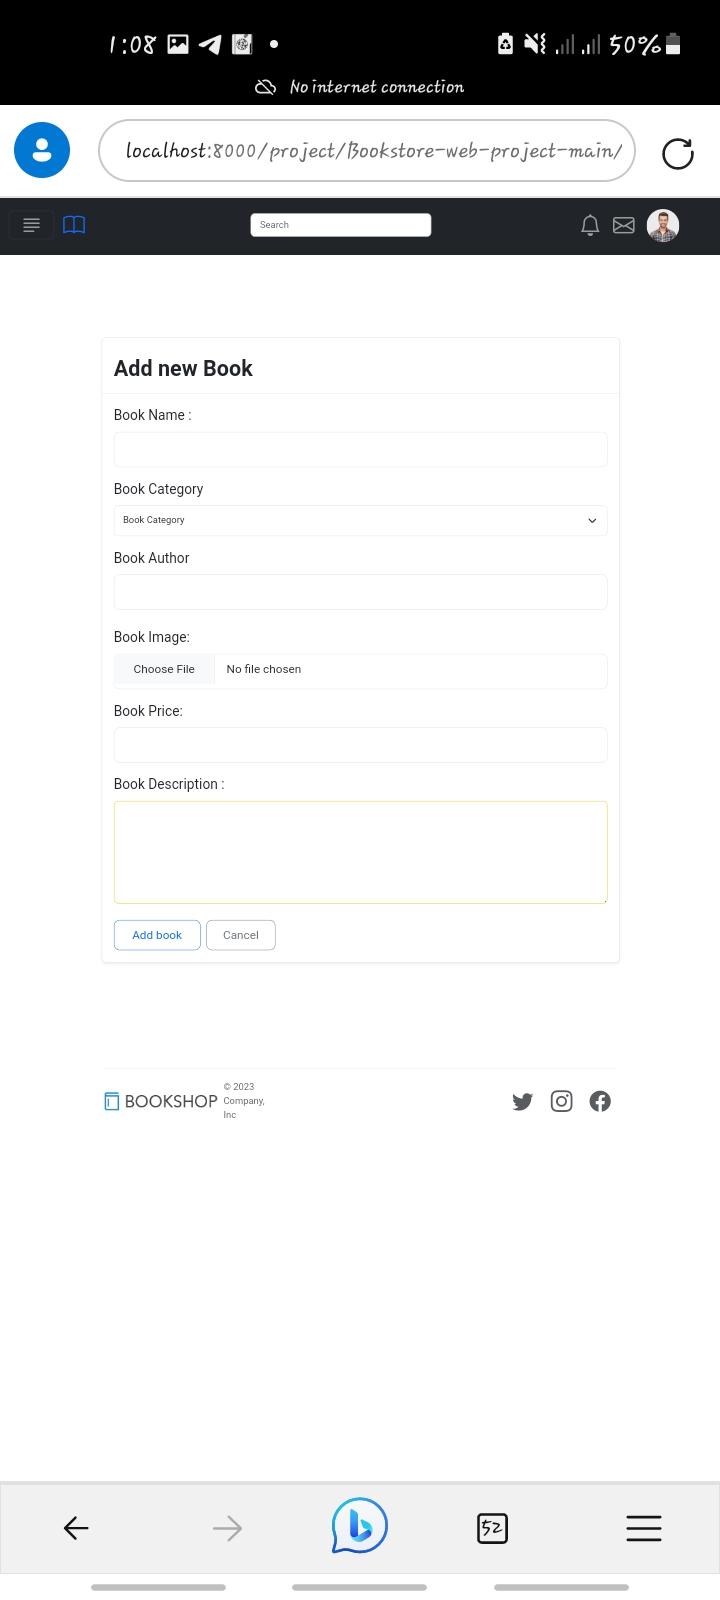 1:08 50%
No internet connection
localhost:8000/project/Bookstore-web-project-main/
Search
Add new Book
Book Name :
Book Category
Book Category
Book Author
Book Image:
Choose File No file chosen
Book Price:
Book Description :
Add book Cancel
BOOKSHOP
© 2023
Company,
Inc
52